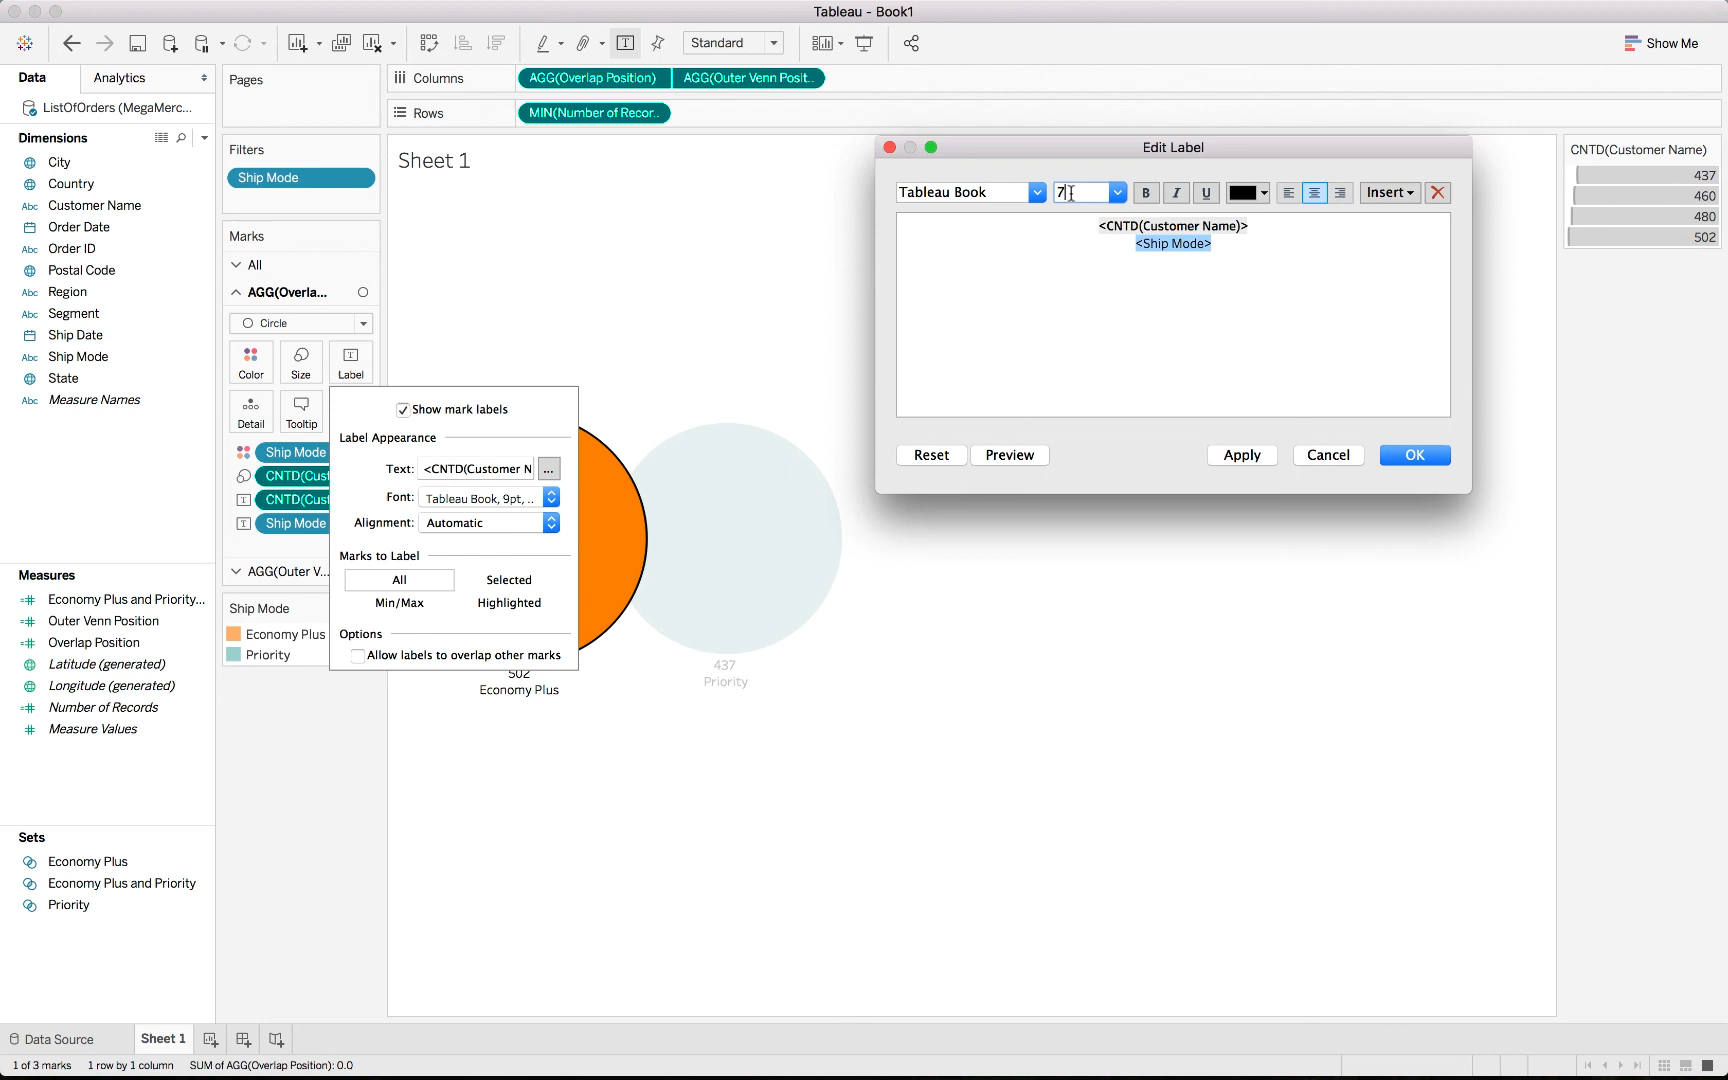 Tableau - Book1
Standard
Show Me
Data
Analytics
Pages
Columns
AGG(Overlap Position)
AGG(Outer Venn Posit..
ListOfOrders (MegaMerc...
Rows
MIN(Number of Recor..
Dimensions
City
Country
Abc Customer Name
Order Date
Abc Order ID
Postal Code
Abc Region
Abc Segment
Ship Date
Abc Ship Mode
State
Abc Measure Names
Measures
Economy Plus and Priority...
Outer Venn Position
Overlap Position
Latitude (generated)
Longitude (generated)
Number of Records
Measure Values
Sets
Economy Plus
Economy Plus and Priority
Priority
Filters
Ship Mode
Marks
All
AGG(Overla...
Circle
Color
Size
T
Label
Detail
Tooltip
Ship Mode
CNTD(Cust
T CNTD(Cust
T Ship Mode
AGG(Outer V...
Ship Mode
Economy Plus
Priority
Show mark labels
Label Appearance
Text: <CNTD(Customer N ...
Font: Tableau Book, 9pt, ..
Alignment: Automatic
Marks to Label
All
Selected
Min/Max
Highlighted
Options
Allow labels to overlap other marks
Sheet 1
502
Economy Plus
437
Priority
Edit Label
Tableau Book
7
B
I
U
Insert
<CNTD(Customer Name)>
<Ship Mode>
Reset
Preview
Apply
Cancel
OK
CNTD(Customer Name)
437
460
480
502
Data Source
Sheet 1
1 of 3 marks
1 row by 1 column
SUM of AGG(Overlap Position): 0.0